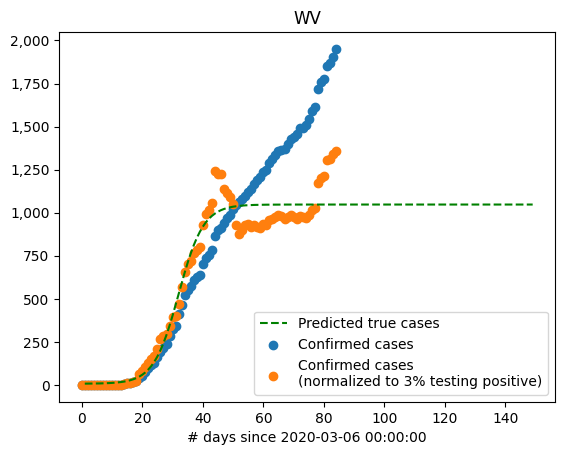 WV
2,000
1,750
1,500
1,250
1,000
750
500
250
0
0 20 40 60 80 100 120 140
# days since 2020-03-06 00:00:00
Predicted true cases
Confirmed cases
Confirmed cases
(normalized to 3% testing positive)